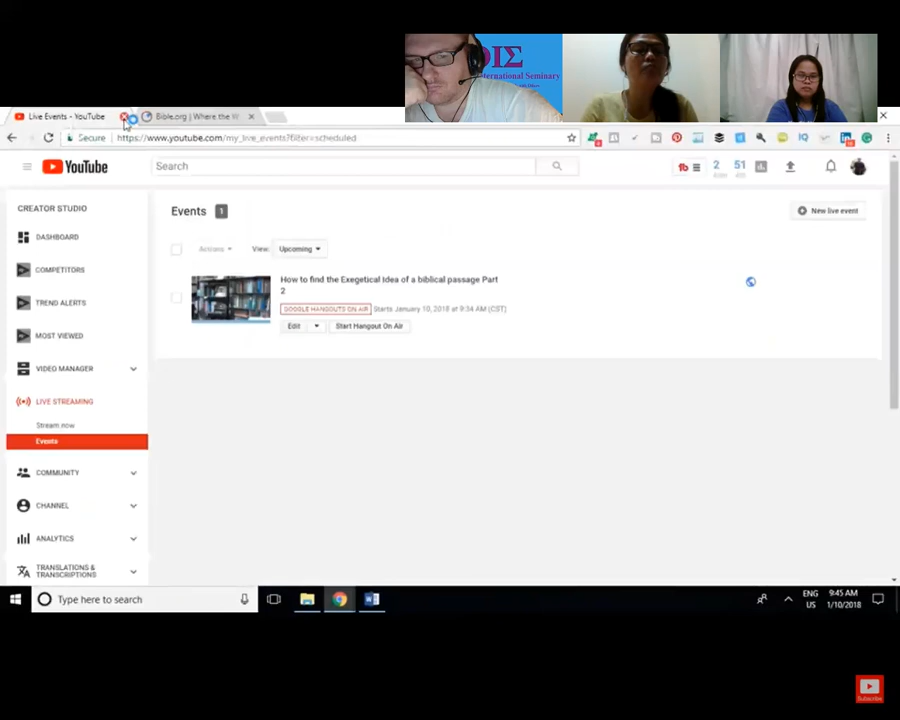 ΙΣ
International Seminary
Live Events - YouTube
Bible.org | Where the W
Secure https://www.youtube.com/my_live_events?filter=scheduled
YouTube
Search
2
51
CREATOR STUDIO
Events 1
New live event
DASHBOARD
Actions
View:
Upcoming
COMPETITORS
How to find the Exegetical Idea of a biblical passage Part
2
TREND ALERTS
GOOGLE HANGOUTS ON AIR Starts January 10, 2018 at 9:34 AM (CST)
Edit
Start Hangout On Air
MOST VIEWED
VIDEO MANAGER
LIVE STREAMING
Stream now
Events
COMMUNITY
CHANNEL
ANALYTICS
TRANSLATIONS &
TRANSCRIPTIONS
Type here to search
ENG
US
9:45 AM
1/10/2018
Subscribe